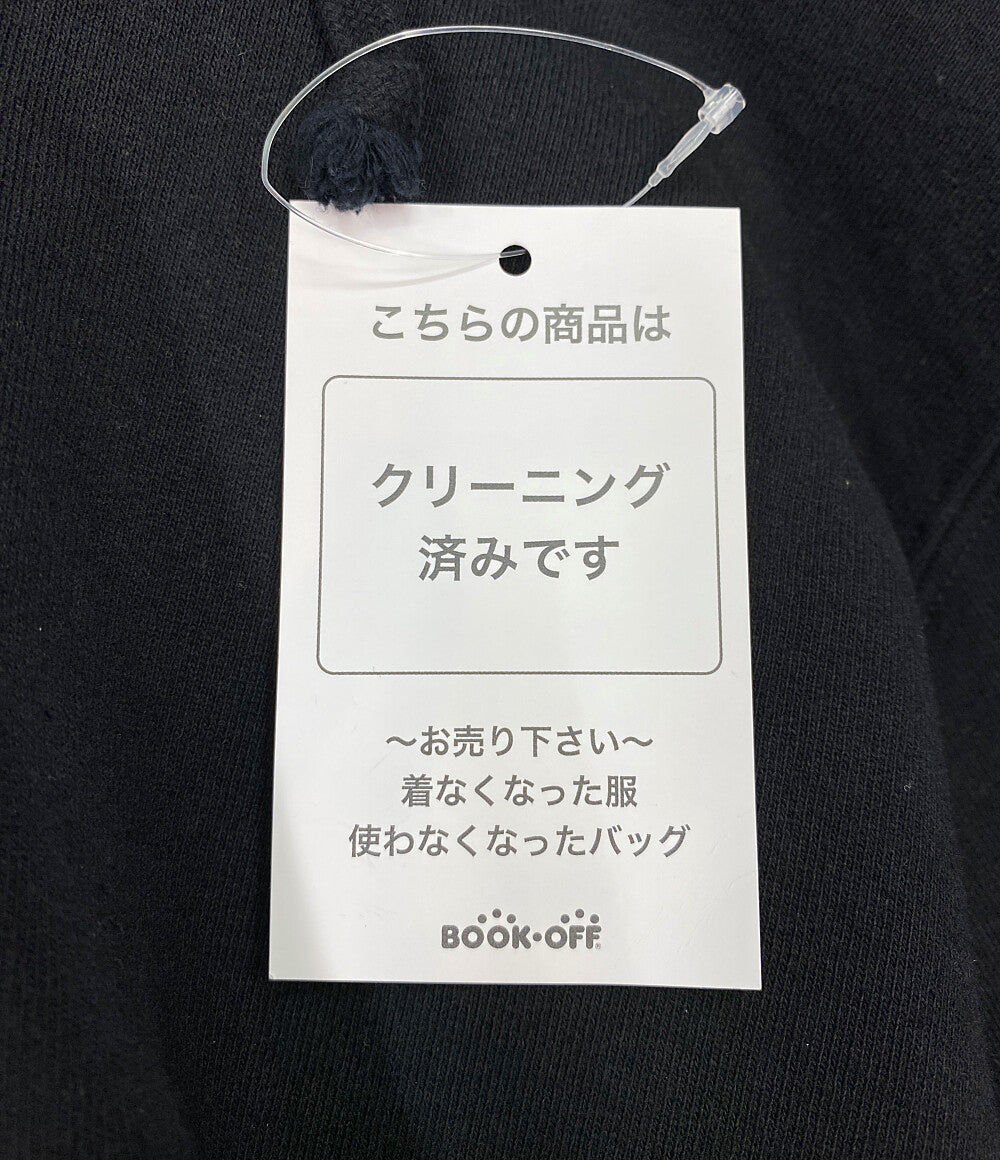 こちらの商品は
クリーニング
済みです
～お売り下さい～
着なくなった服
使わなくなったバッグ
BOOK・OFF®